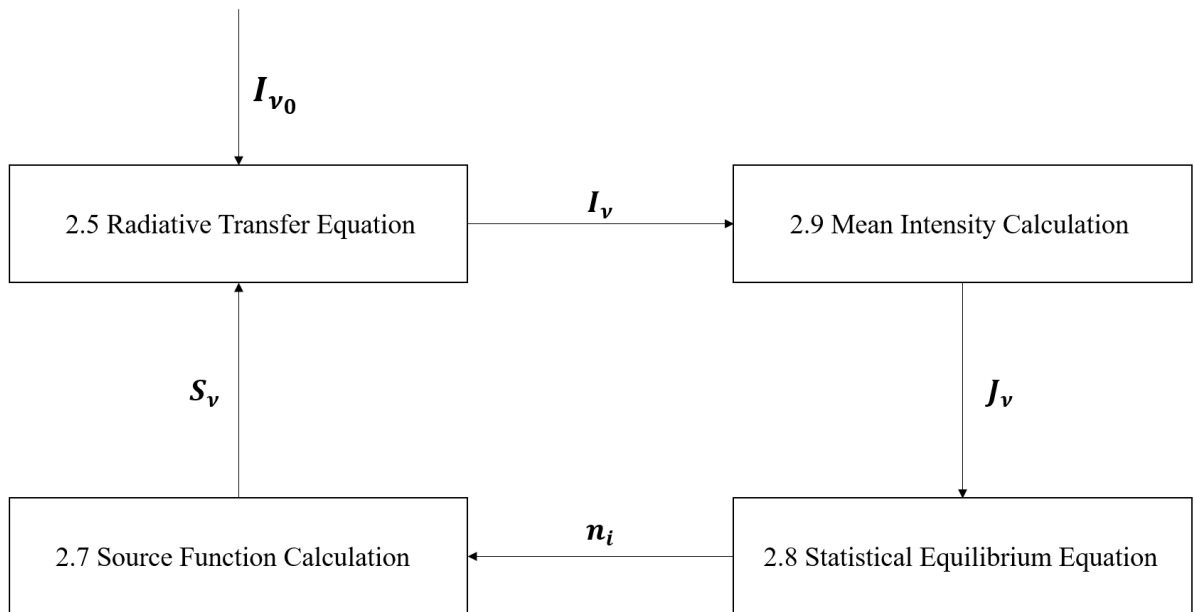 I_ν₀
2.5 Radiative Transfer Equation
I_ν
2.9 Mean Intensity Calculation
S_ν
J_ν
2.7 Source Function Calculation
n_i
2.8 Statistical Equilibrium Equation